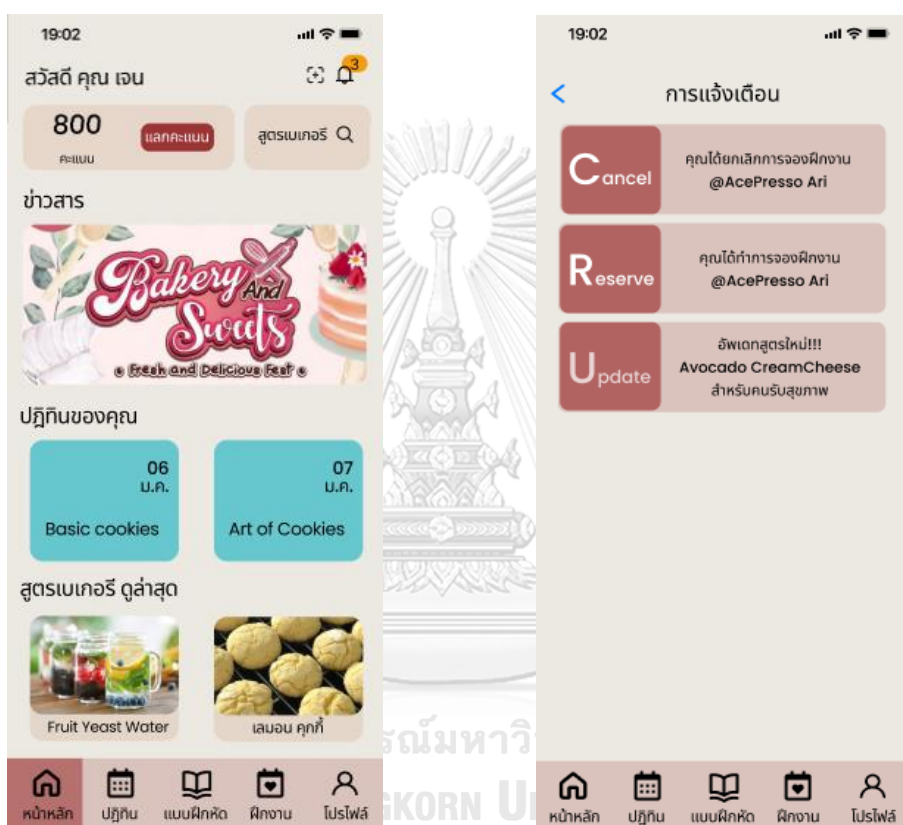 19:02
สวัสดี คุณ เจน
3
800
คะแนน
แลกคะแนน
สูตรเบเกอรี
ข่าวสาร
Bakery
And
Sweets
Fresh and Delicious Fest
ปฎิทินของคุณ
06
ม.ค.
Basic cookies
07
ม.ค.
Art of Cookies
สูตรเบเกอรี ดูล่าสุด
Fruit Yeast Water
เลมอน คุกกี้
หน้าหลัก
ปฎิทิน
แบบฝึกหัด
ฝึกงาน
โปรไฟล์
19:02
การแจ้งเตือน
Cancel
คุณได้ยกเลิกการจองฝึกงาน
@AcePresso Ari
Reserve
คุณได้ทำการจองฝึกงาน
@AcePresso Ari
Update
อัพเดทสูตรใหม่!!!
Avocado CreamCheese
สำหรับคนรับสุขภาพ
หน้าหลัก
ปฎิทิน
แบบฝึกหัด
ฝึกงาน
โปรไฟล์
รณ์มหาวิ
GKORN U